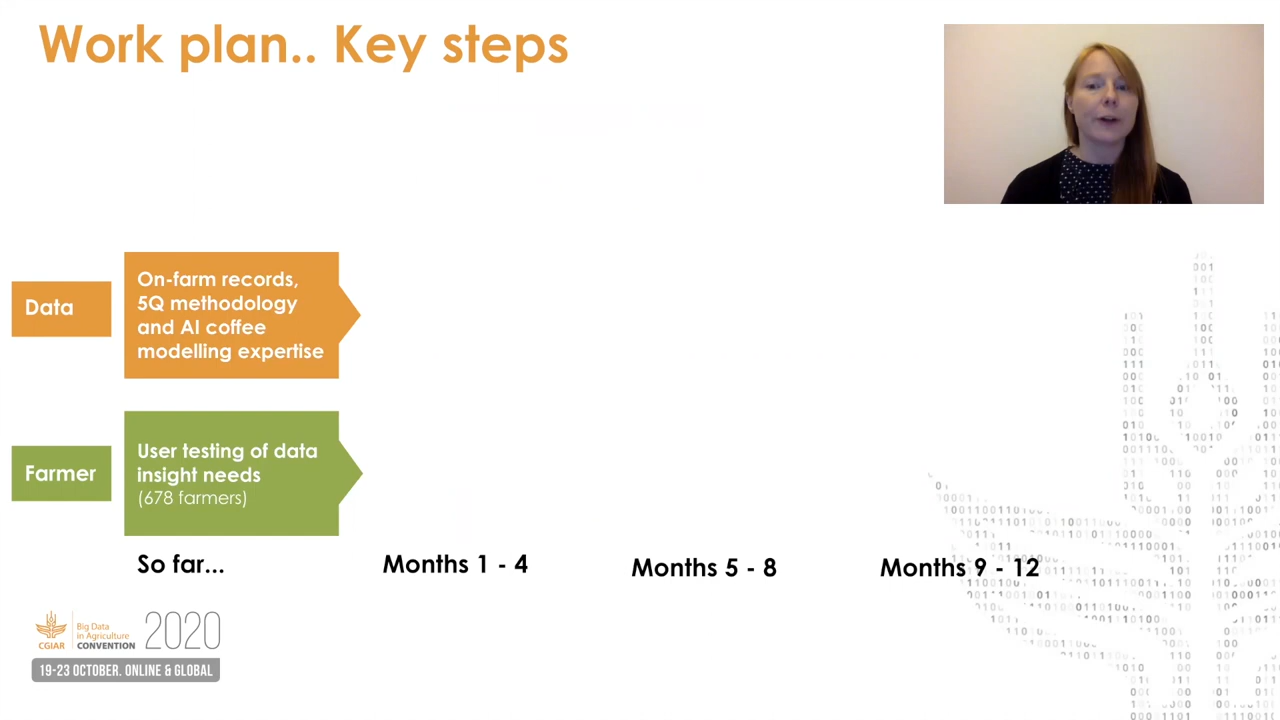 Work plan.. Key steps
Data
On-farm records,
5Q methodology
and AI coffee
modelling expertise
Farmer
User testing of data
insight needs
(678 farmers)
So far...
Months 1 - 4
Months 5 - 8
Months 9 - 12
CGIAR
Big Data
in Agriculture
CONVENTION
2020
19-23 OCTOBER. ONLINE & GLOBAL